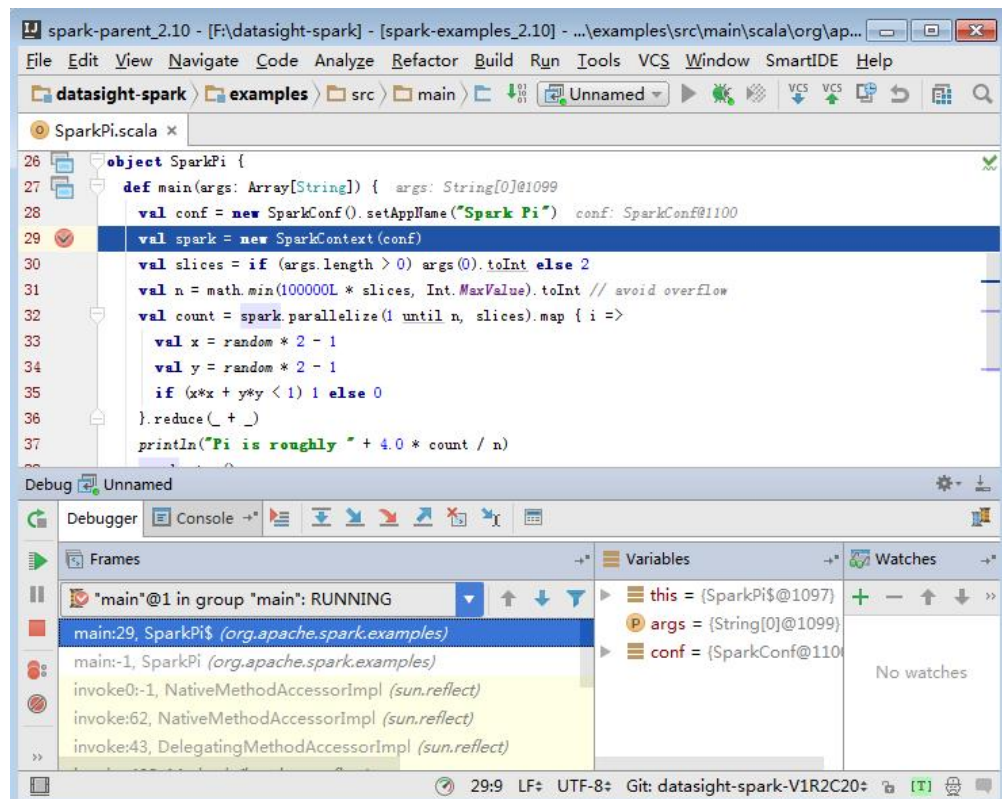 spark-parent_2.10 - [F:\datasight-spark] - [spark-examples_2.10] - ...\examples\src\main\scala\org\ap...
File Edit View Navigate Code Analyze Refactor Build Run Tools VCS Window SmartIDE Help
datasight-spark examples src main Unnamed VCS VCS
SparkPi.scala ×
26 object SparkPi {
27 def main(args: Array[String]) { args: String[0]@1099
28 val conf = new SparkConf().setAppName("Spark Pi") conf: SparkConf@1100
29 val spark = new SparkContext(conf)
30 val slices = if (args.length > 0) args(0).toInt else 2
31 val n = math.min(100000L * slices, Int.MaxValue).toInt // avoid overflow
32 val count = spark.parallelize(1 until n, slices).map { i =>
33 val x = random * 2 - 1
34 val y = random * 2 - 1
35 if (x*x + y*y < 1) 1 else 0
36 }.reduce(_ + _)
37 println("Pi is roughly " + 4.0 * count / n)
Debug Unnamed
Debugger Console
Frames Variables Watches
"main"@1 in group "main": RUNNING
main:29, SparkPi$ (org.apache.spark.examples)
main:-1, SparkPi (org.apache.spark.examples)
invoke0:-1, NativeMethodAccessorImpl (sun.reflect)
invoke:62, NativeMethodAccessorImpl (sun.reflect)
invoke:43, DelegatingMethodAccessorImpl (sun.reflect)
this = {SparkPi$@1097}
args = {String[0]@1099}
conf = {SparkConf@110
No watches
29:9 LF UTF-8 Git: datasight-spark-V1R2C20 [T]